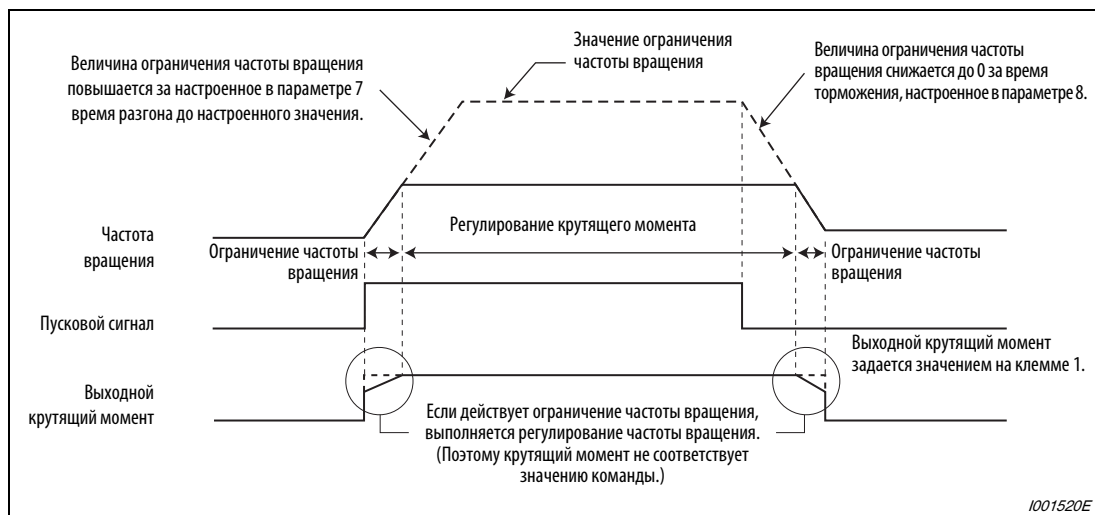 Величина ограничения частоты вращения
повышается за настроенное в параметре 7
время разгона до настроенного значения.
Значение ограничения
частоты вращения
Величина ограничения частоты
вращения снижается до 0 за время
торможения, настроенное в параметре 8.
Частота
вращения
Ограничение частоты
вращения
Регулирование крутящего момента
Ограничение частоты
вращения
Пусковой сигнал
Выходной крутящий момент
задается значением на клемме 1.
Выходной
крутящий момент
Если действует ограничение частоты вращения,
выполняется регулирование частоты вращения.
(Поэтому крутящий момент не соответствует
значению команды.)
I001520E